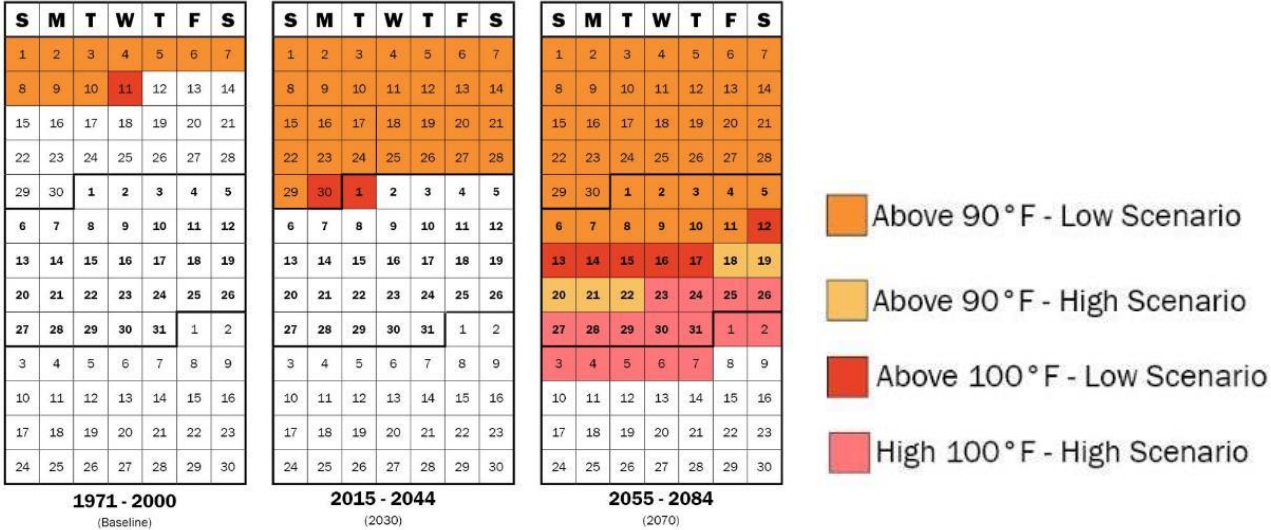 S M T W T F S
1 2 3 4 5 6 7
8 9 10 11 12 13 14
15 16 17 18 19 20 21
22 23 24 25 26 27 28
29 30 1 2 3 4 5
6 7 8 9 10 11 12
13 14 15 16 17 18 19
20 21 22 23 24 25 26
27 28 29 30 31 1 2
3 4 5 6 7 8 9
10 11 12 13 14 15 16
17 18 19 20 21 22 23
24 25 26 27 28 29 30
1971 - 2000
(Baseline)
S M T W T F S
1 2 3 4 5 6 7
8 9 10 11 12 13 14
15 16 17 18 19 20 21
22 23 24 25 26 27 28
29 30 1 2 3 4 5
6 7 8 9 10 11 12
13 14 15 16 17 18 19
20 21 22 23 24 25 26
27 28 29 30 31 1 2
3 4 5 6 7 8 9
10 11 12 13 14 15 16
17 18 19 20 21 22 23
24 25 26 27 28 29 30
2015 - 2044
(2030)
S M T W T F S
1 2 3 4 5 6 7
8 9 10 11 12 13 14
15 16 17 18 19 20 21
22 23 24 25 26 27 28
29 30 1 2 3 4 5
6 7 8 9 10 11 12
13 14 15 16 17 18 19
20 21 22 23 24 25 26
27 28 29 30 31 1 2
3 4 5 6 7 8 9
10 11 12 13 14 15 16
17 18 19 20 21 22 23
24 25 26 27 28 29 30
2055 - 2084
(2070)
Above 90°F - Low Scenario
Above 90°F - High Scenario
Above 100°F - Low Scenario
High 100°F - High Scenario